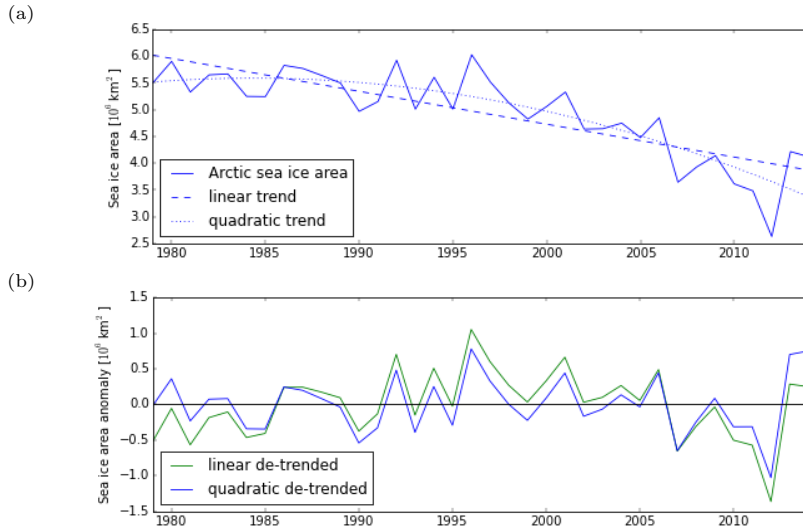 (a)
6.5
6.0
5.5
5.0
4.5
4.0
3.5
3.0
2.5
Sea ice area [10⁶ km² ]
Arctic sea ice area
linear trend
quadratic trend
1980 1985 1990 1995 2000 2005 2010
(b)
1.5
1.0
0.5
0.0
−0.5
−1.0
−1.5
Sea ice area anomaly [10⁶ km² ]
linear de-trended
quadratic de-trended
1980 1985 1990 1995 2000 2005 2010